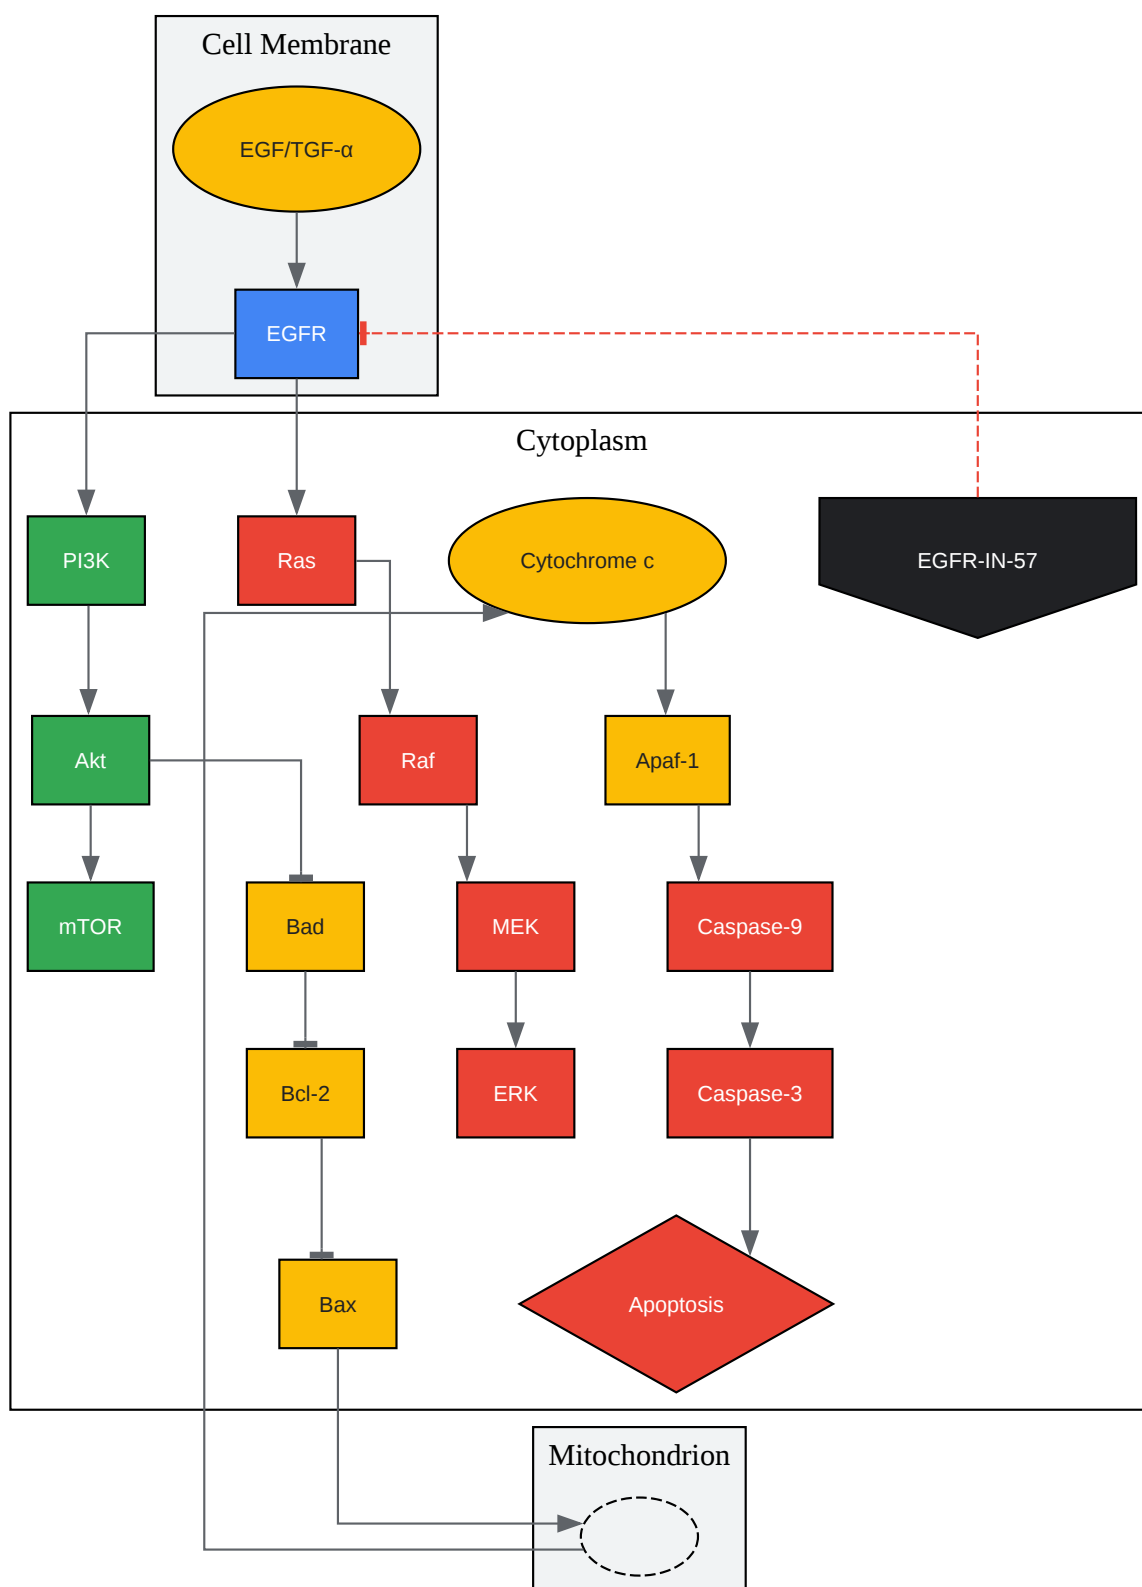 Cell Membrane
EGF/TGF-α
EGFR
Cytoplasm
PI3K
Ras
Cytochrome c
EGFR-IN-57
Akt
Raf
Apaf-1
mTOR
Bad
MEK
Caspase-9
Bcl-2
ERK
Caspase-3
Bax
Apoptosis
Mitochondrion